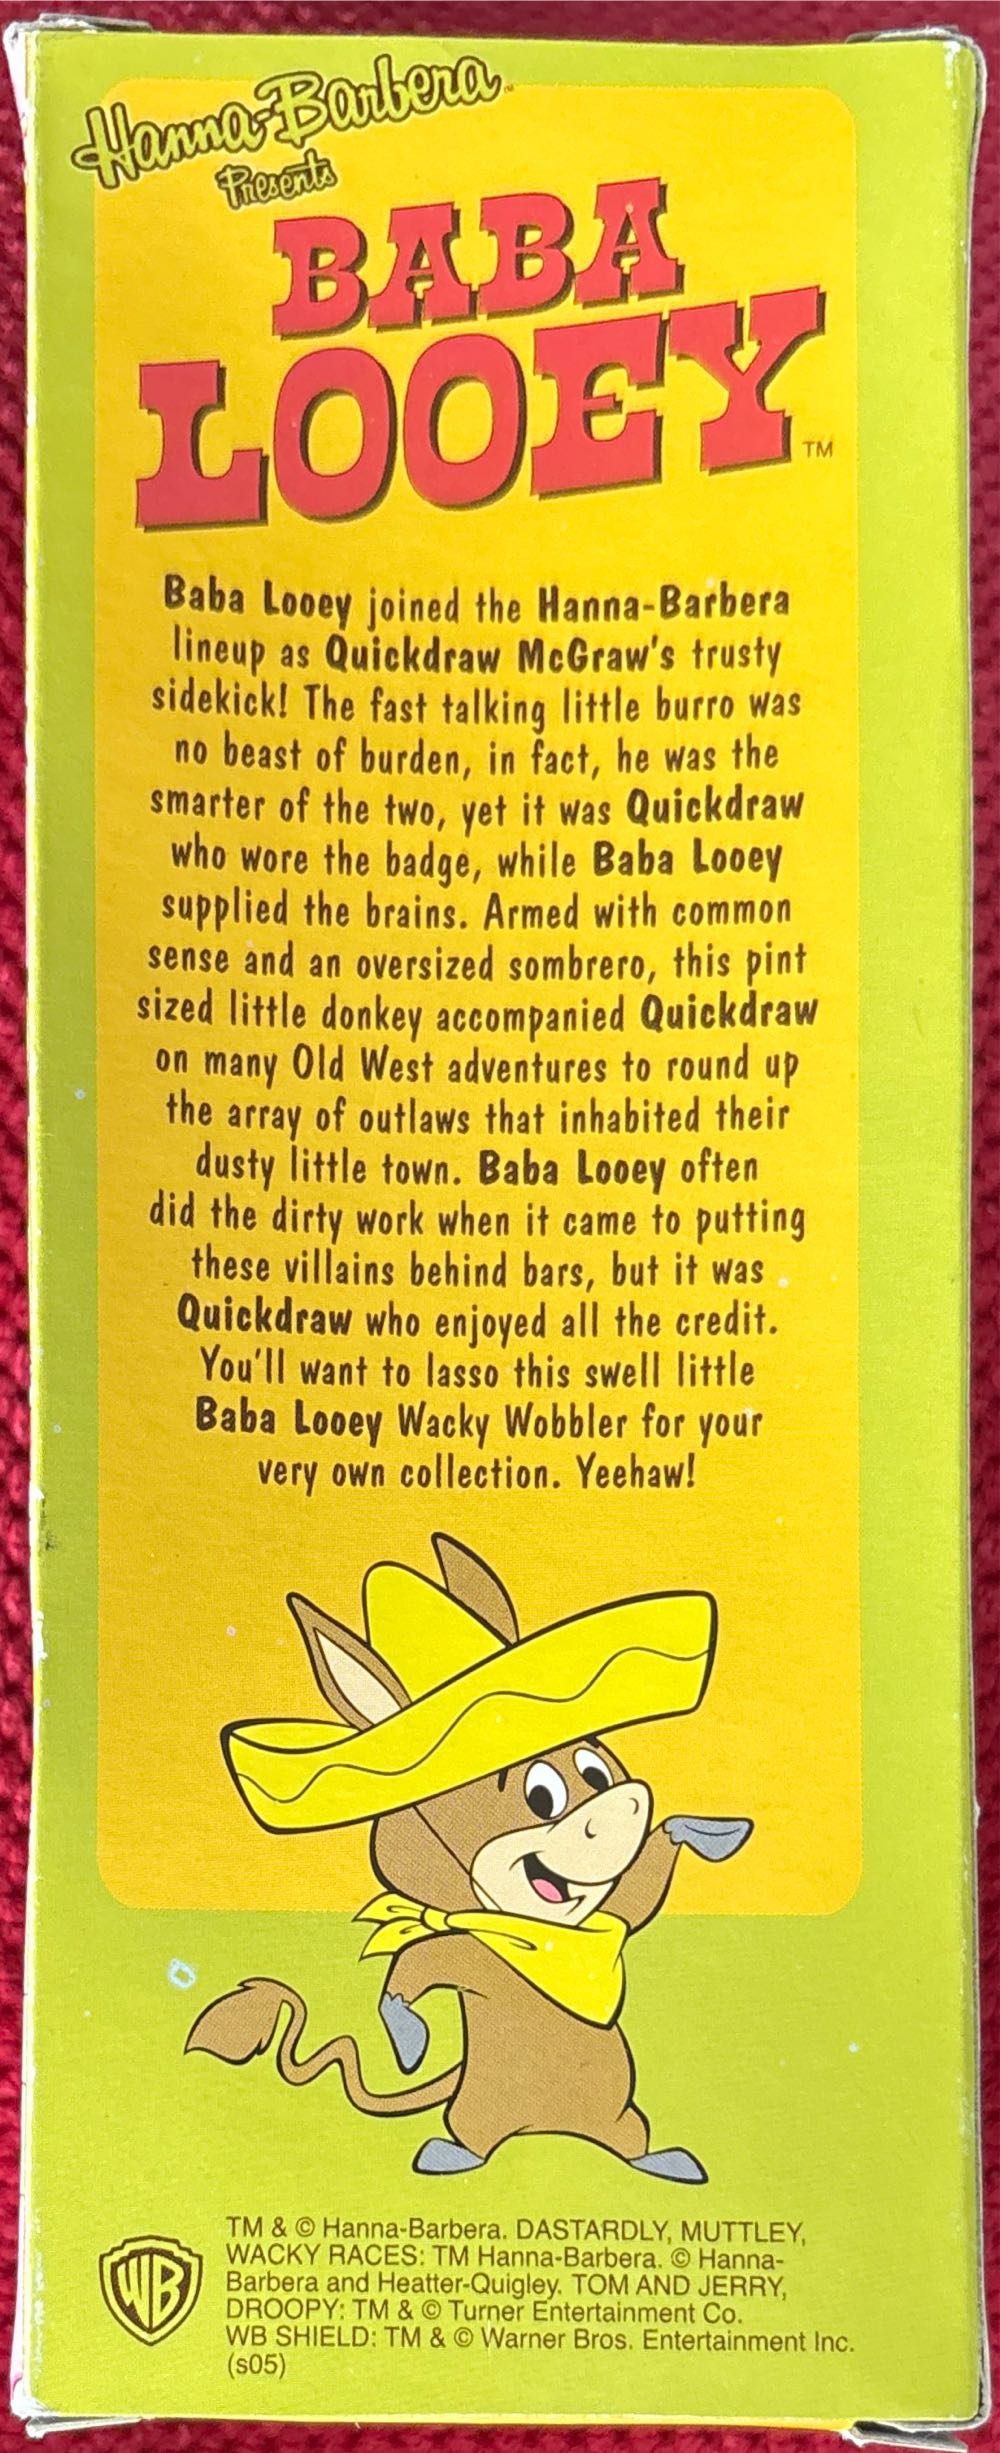 Hanna-Barbera™
Presents
BABA
LOOEY™
Baba Looey joined the Hanna-Barbera
lineup as Quickdraw McGraw's trusty
sidekick! The fast talking little burro was
no beast of burden, in fact, he was the
smarter of the two, yet it was Quickdraw
who wore the badge, while Baba Looey
supplied the brains. Armed with common
sense and an oversized sombrero, this pint
sized little donkey accompanied Quickdraw
on many Old West adventures to round up
the array of outlaws that inhabited their
dusty little town. Baba Looey often
did the dirty work when it came to putting
these villains behind bars, but it was
Quickdraw who enjoyed all the credit.
You'll want to lasso this swell little
Baba Looey Wacky Wobbler for your
very own collection. Yeehaw!
WB
TM & © Hanna-Barbera. DASTARDLY, MUTTLEY,
WACKY RACES: TM Hanna-Barbera. © Hanna-
Barbera and Heatter-Quigley. TOM AND JERRY,
DROOPY: TM & © Turner Entertainment Co.
WB SHIELD: TM & © Warner Bros. Entertainment Inc.
(s05)